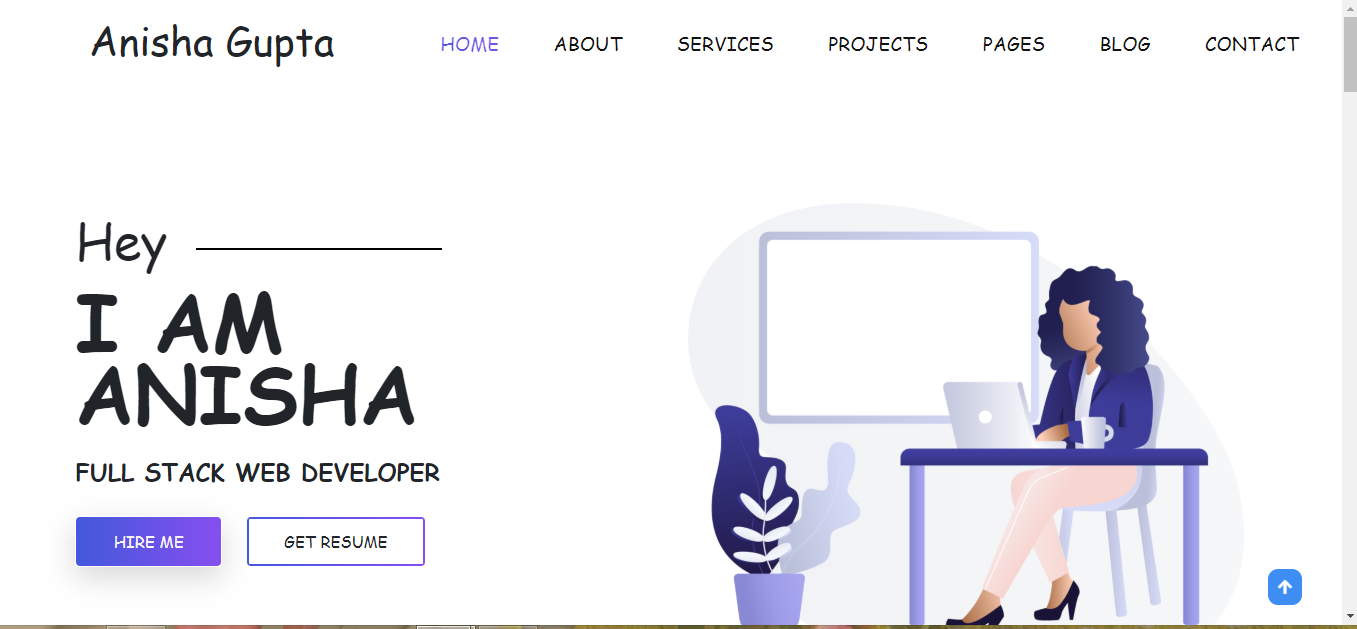 Anisha Gupta
HOME ABOUT SERVICES PROJECTS PAGES BLOG CONTACT
Hey
I AM
ANISHA
FULL STACK WEB DEVELOPER
HIRE ME GET RESUME